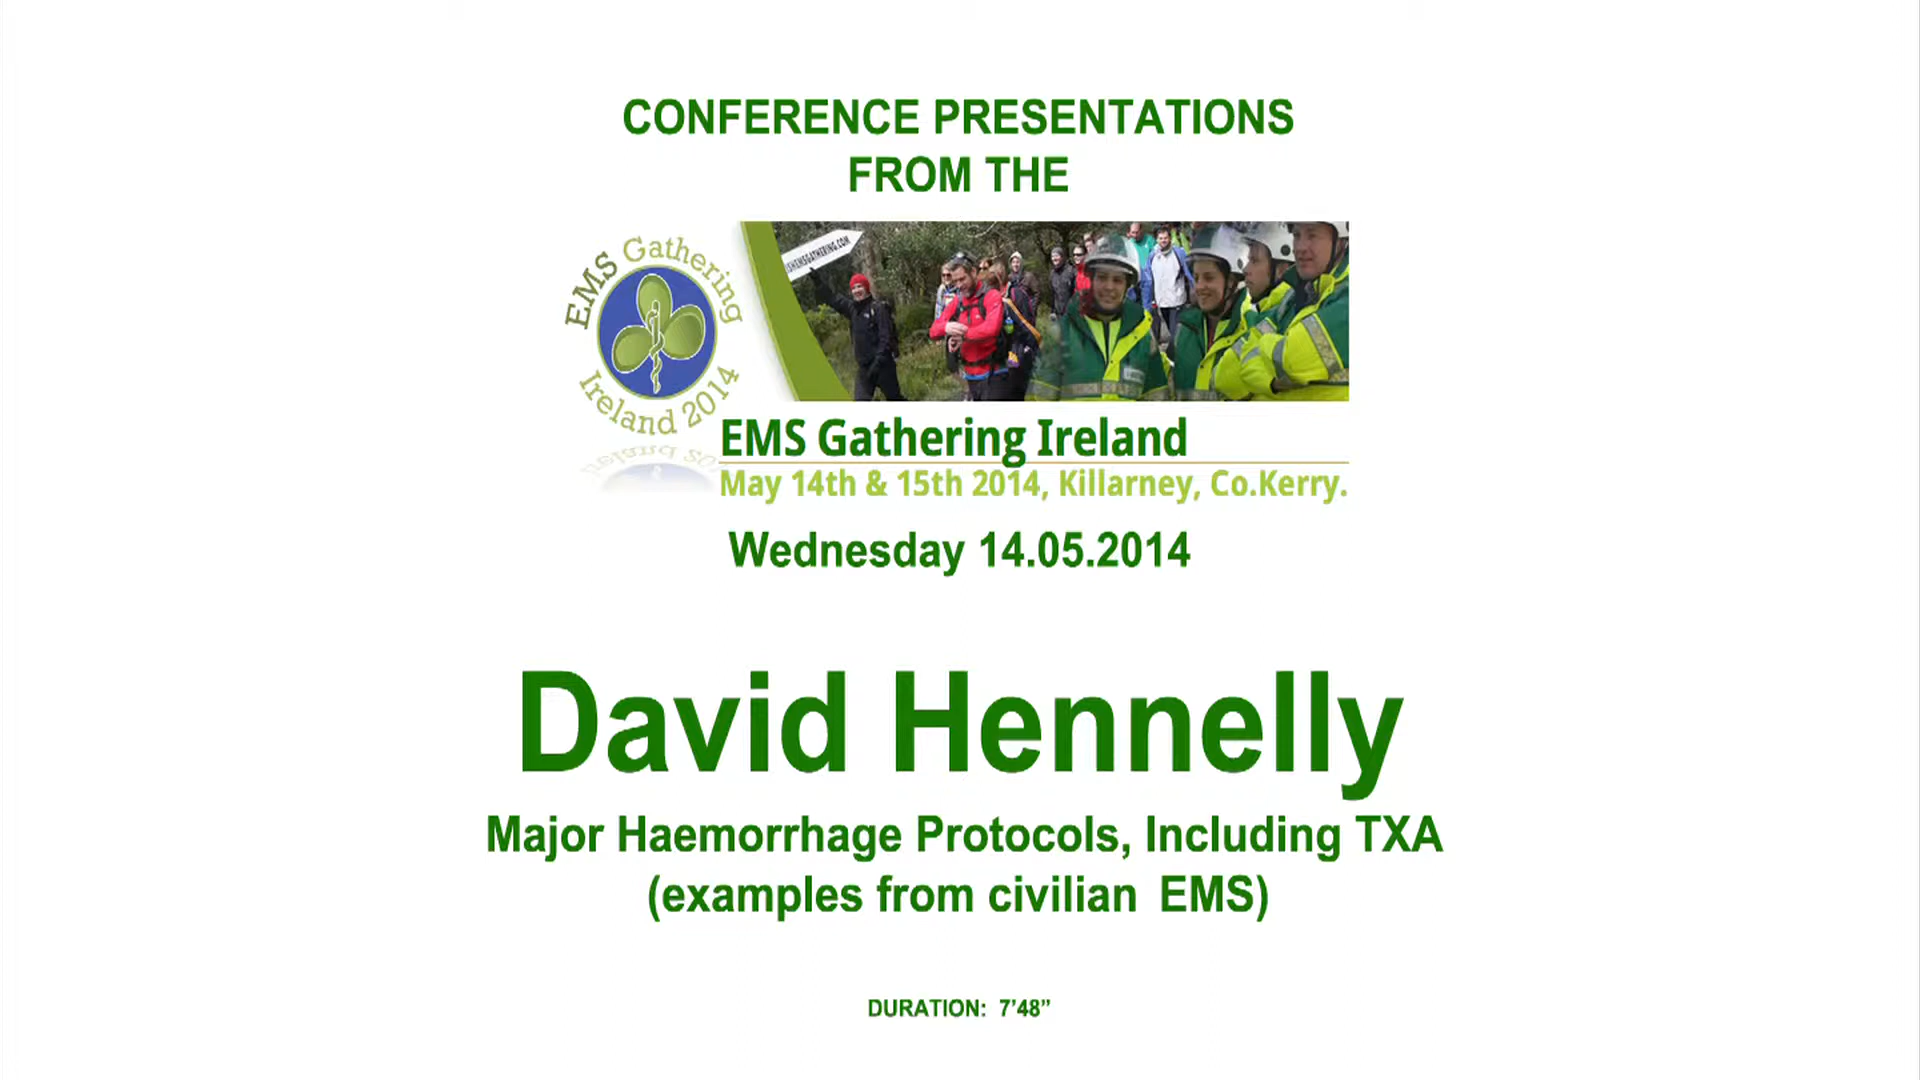 CONFERENCE PRESENTATIONS
FROM THE
EMS Gathering
Ireland 2014
EMS Gathering Ireland
May 14th & 15th 2014, Killarney, Co.Kerry.
Wednesday 14.05.2014
David Hennelly
Major Haemorrhage Protocols, Including TXA
(examples from civilian EMS)
DURATION: 7’48”